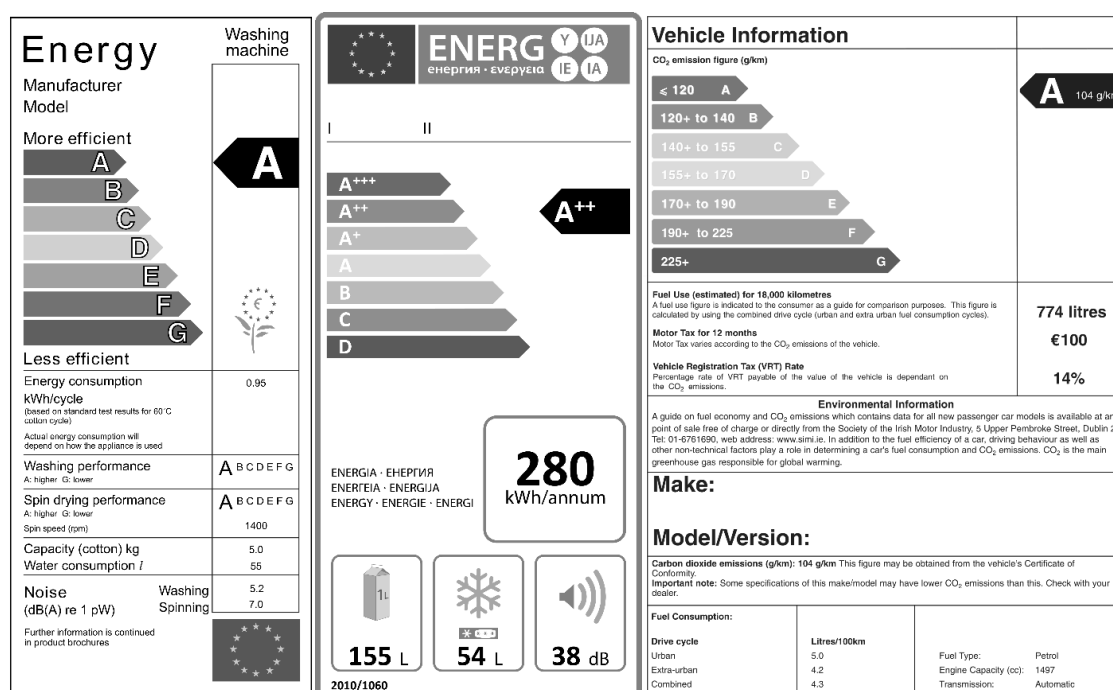 Energy
Washing
machine
Manufacturer
Model
More efficient
A
B
C
D
E
F
G
A
Less efficient
Energy consumption
kWh/cycle
0.95
(based on standard test results for 60°C
cotton cycle)
Actual energy consumption will
depend on how the appliance is used
Washing performance
A: higher G: lower
A B C D E F G
Spin drying performance
A: higher G: lower
A B C D E F G
Spin speed (rpm)
1400
Capacity (cotton) kg
5.0
Water consumption l
55
Noise
(dB(A) re 1 pW)
Washing
5.2
Spinning
7.0
Further information is continued
in product brochures
ENERG
енергия · ενεργεια
Y IJA
IE IA
I II
A+++
A++
A+
A
B
C
D
A++
ENERGIA · ЕНЕРГИЯ
ΕΝΕΡΓΕΙΑ · ENERGIJA
ENERGY · ENERGIE · ENERGI
280
kWh/annum
1L
155 L
54 L
38 dB
2010/1060
Vehicle Information
CO₂ emission figure (g/km)
⩽ 120 A
120+ to 140 B
140+ to 155 C
155+ to 170 D
170+ to 190 E
190+ to 225 F
225+ G
A 104 g/km
Fuel Use (estimated) for 18,000 kilometres
A fuel use figure is indicated to the consumer as a guide for comparison purposes. This figure is
calculated by using the combined drive cycle (urban and extra urban fuel consumption cycles).
774 litres
Motor Tax for 12 months
Motor Tax varies according to the CO₂ emissions of the vehicle.
€100
Vehicle Registration Tax (VRT) Rate
Percentage rate of VRT payable of the value of the vehicle is dependant on
the CO₂ emissions.
14%
Environmental Information
A guide on fuel economy and CO₂ emissions which contains data for all new passenger car models is available at any
point of sale free of charge or directly from the Society of the Irish Motor Industry, 5 Upper Pembroke Street, Dublin 2.
Tel: 01-6761690, web address: www.simi.ie. In addition to the fuel efficiency of a car, driving behaviour as well as
other non-technical factors play a role in determining a car's fuel consumption and CO₂ emissions. CO₂ is the main
greenhouse gas responsible for global warming.
Make:
Model/Version:
Carbon dioxide emissions (g/km): 104 g/km This figure may be obtained from the vehicle's Certificate of
Conformity.
Important note: Some specifications of this make/model may have lower CO₂ emissions than this. Check with your
dealer.
Fuel Consumption:
Drive cycle
Litres/100km
Urban
5.0
Fuel Type:
Petrol
Extra-urban
4.2
Engine Capacity (cc):
1497
Combined
4.3
Transmission:
Automatic